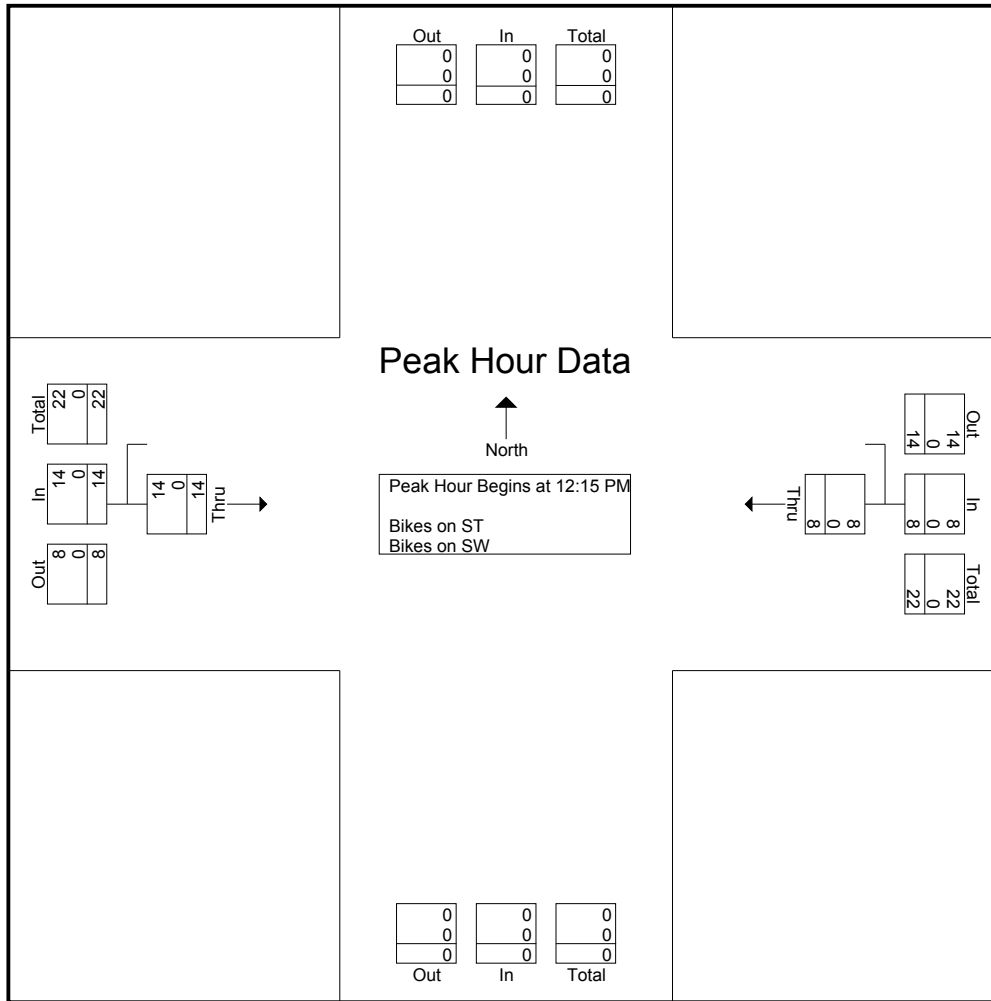 Out In Total
0 0 0
0 0 0
0 0 0
Peak Hour Data
North
Peak Hour Begins at 12:15 PM
Bikes on ST
Bikes on SW
Total
22
0
22
In
14
0
14
Out
8
0
8
14
0
14
Thru
Thru
8
0
8
Out
14
0
14
In
8
0
8
Total
22
0
22
0 0 0
0 0 0
0 0 0
Out In Total